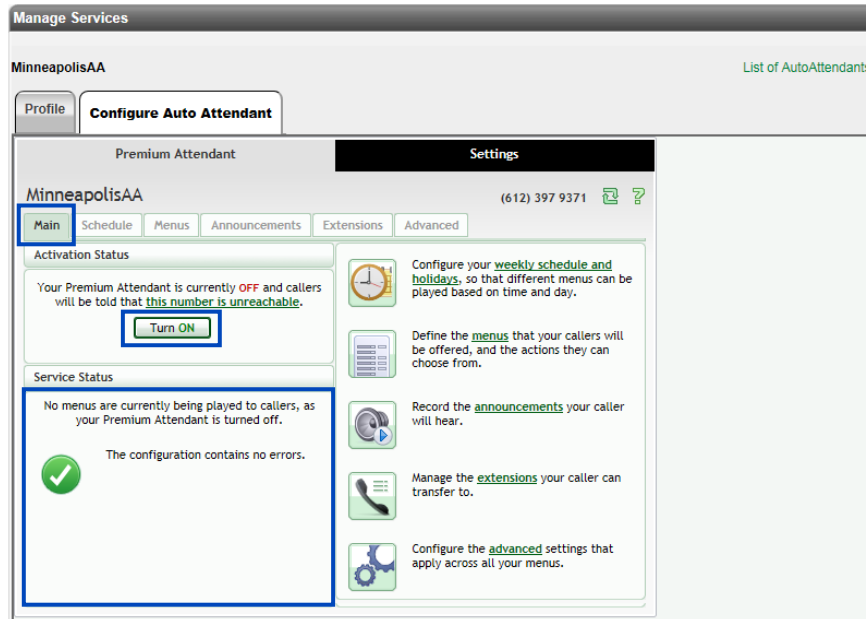 Manage Services
MinneapolisAA
List of AutoAttendants
Profile
Configure Auto Attendant
Premium Attendant
Settings
MinneapolisAA
(612) 397 9371
Main
Schedule
Menus
Announcements
Extensions
Advanced
Activation Status
Your Premium Attendant is currently OFF and callers
will be told that this number is unreachable.
Turn ON
Service Status
No menus are currently being played to callers, as
your Premium Attendant is turned off.
The configuration contains no errors.
Configure your weekly schedule and
holidays, so that different menus can be
played based on time and day.
Define the menus that your callers will
be offered, and the actions they can
choose from.
Record the announcements your caller
will hear.
Manage the extensions your caller can
transfer to.
Configure the advanced settings that
apply across all your menus.